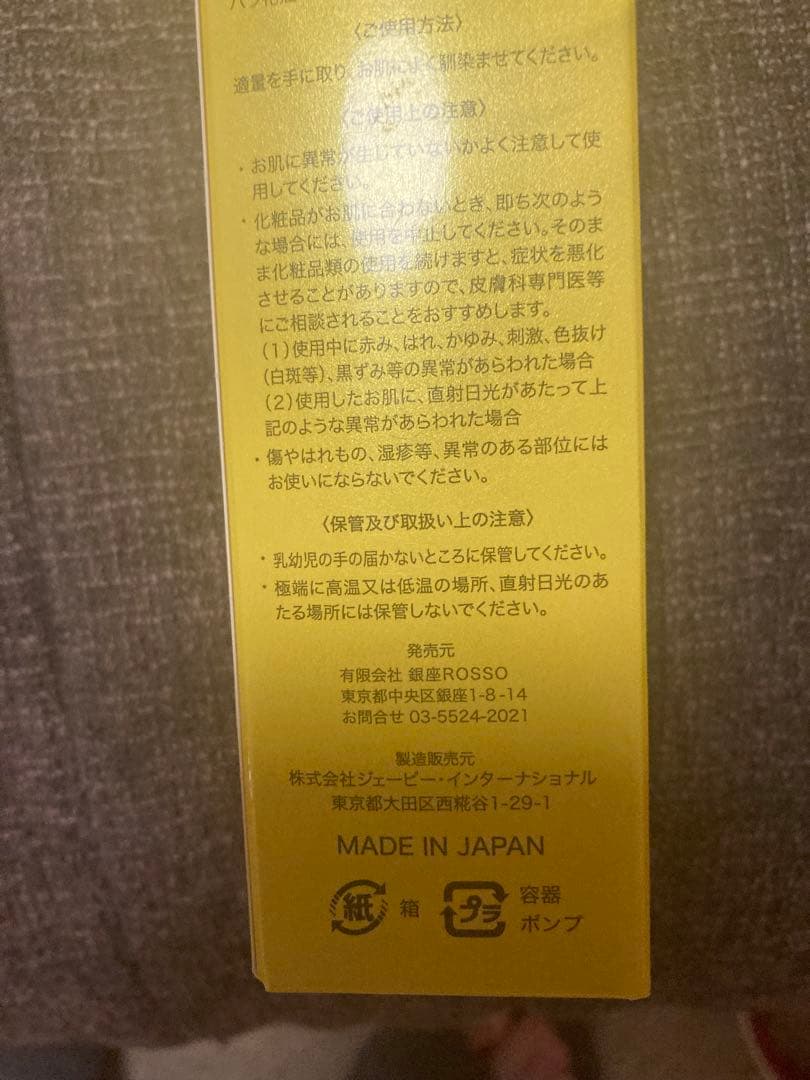 〈ご使用方法〉
適量を手に取り、お肌によく馴染ませてください。
〈ご使用上の注意〉
・お肌に異常が生じていないかよく注意して使
用してください。
・化粧品がお肌に合わないとき、即ち次のよう
な場合には、使用を中止してください。そのま
ま化粧品類の使用を続けますと、症状を悪化
させることがありますので、皮膚科専門医等
にご相談されることをおすすめします。
(1)使用中に赤み、はれ、かゆみ、刺激、色抜け
(白斑等)、黒ずみ等の異常があらわれた場合
(2)使用したお肌に、直射日光があたって上
記のような異常があらわれた場合
・傷やはれもの、湿疹等、異常のある部位には
お使いにならないでください。
〈保管及び取扱い上の注意〉
・乳幼児の手の届かないところに保管してください。
・極端に高温又は低温の場所、直射日光のあ
たる場所には保管しないでください。
発売元
有限会社 銀座ROSSO
東京都中央区銀座1-8-14
お問合せ 03-5524-2021
製造販売元
株式会社ジェーピー・インターナショナル
東京都大田区西糀谷1-29-1
MADE IN JAPAN
紙 箱
プラ 容器
ポンプ